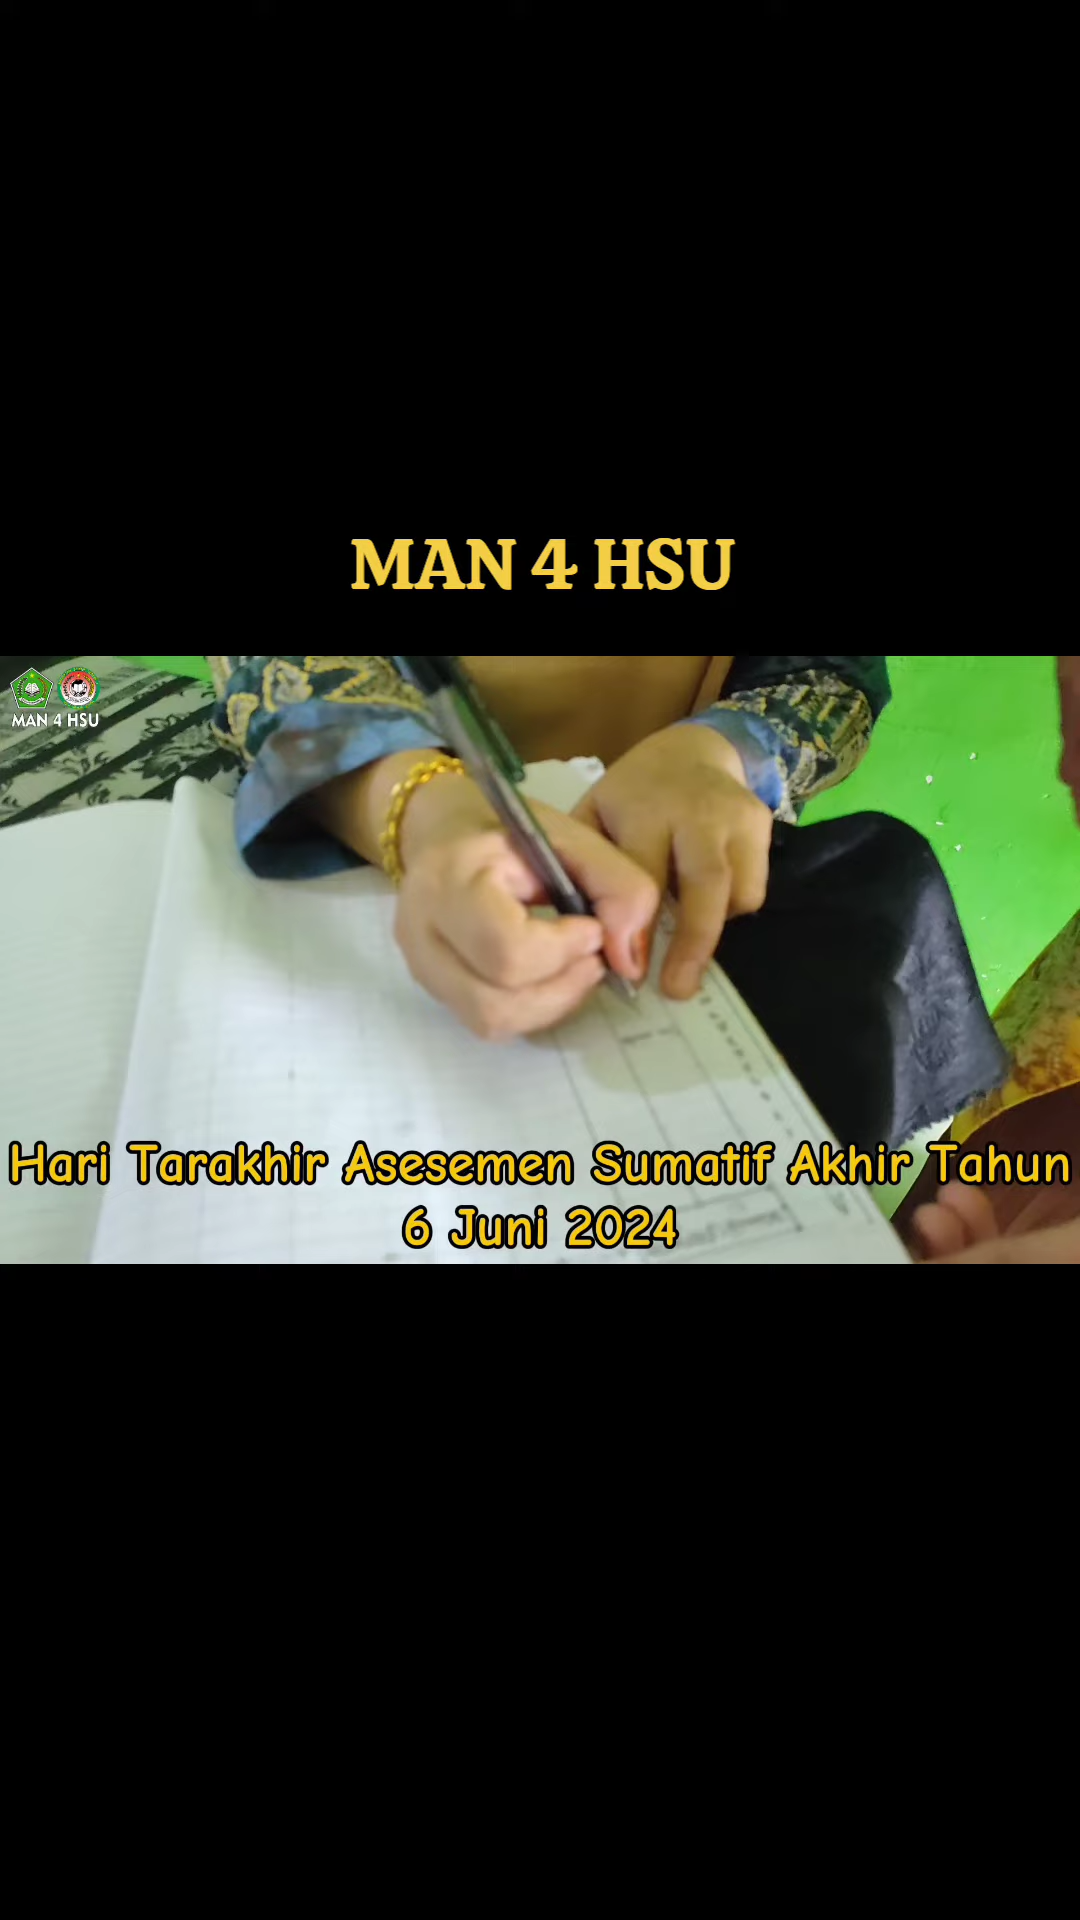 MAN 4 HSU
MAN 4 HSU
Hari Tarakhir Asesemen Sumatif Akhir Tahun
6 Juni 2024